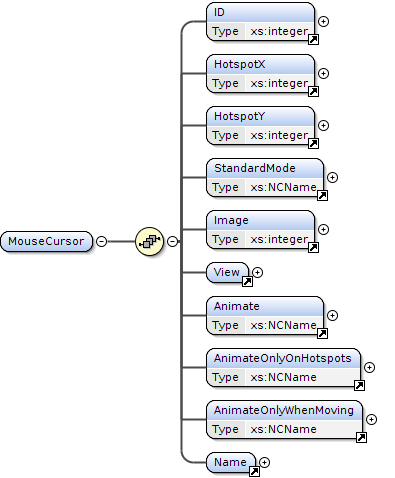 ID
Type xs:integer
HotspotX
Type xs:integer
HotspotY
Type xs:integer
StandardMode
Type xs:NCName
Image
Type xs:integer
MouseCursor
View
Animate
Type xs:NCName
AnimateOnlyOnHotspots
Type xs:NCName
AnimateOnlyWhenMoving
Type xs:NCName
Name